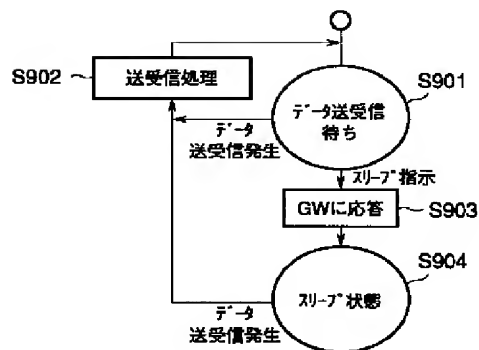 S902
送受信処理
S901
データ送受信
待ち
データ
送受信発生
スリープ指示
GWに応答
S903
S904
スリープ状態
データ
送受信発生